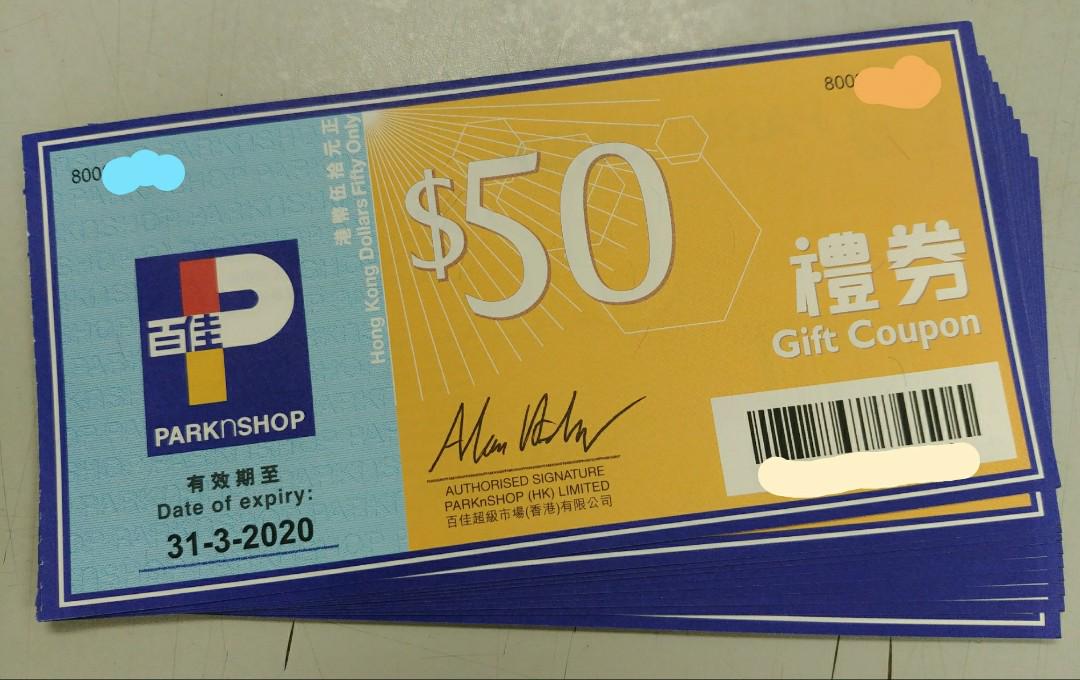 800
800
港幣伍拾元正
Hong Kong Dollars Fifty Only
$50
禮券
Gift Coupon
百佳
PARKnSHOP
有效期至
Date of expiry:
31-3-2020
AUTHORISED SIGNATURE
PARKnSHOP (HK) LIMITED
百佳超級市場(香港)有限公司